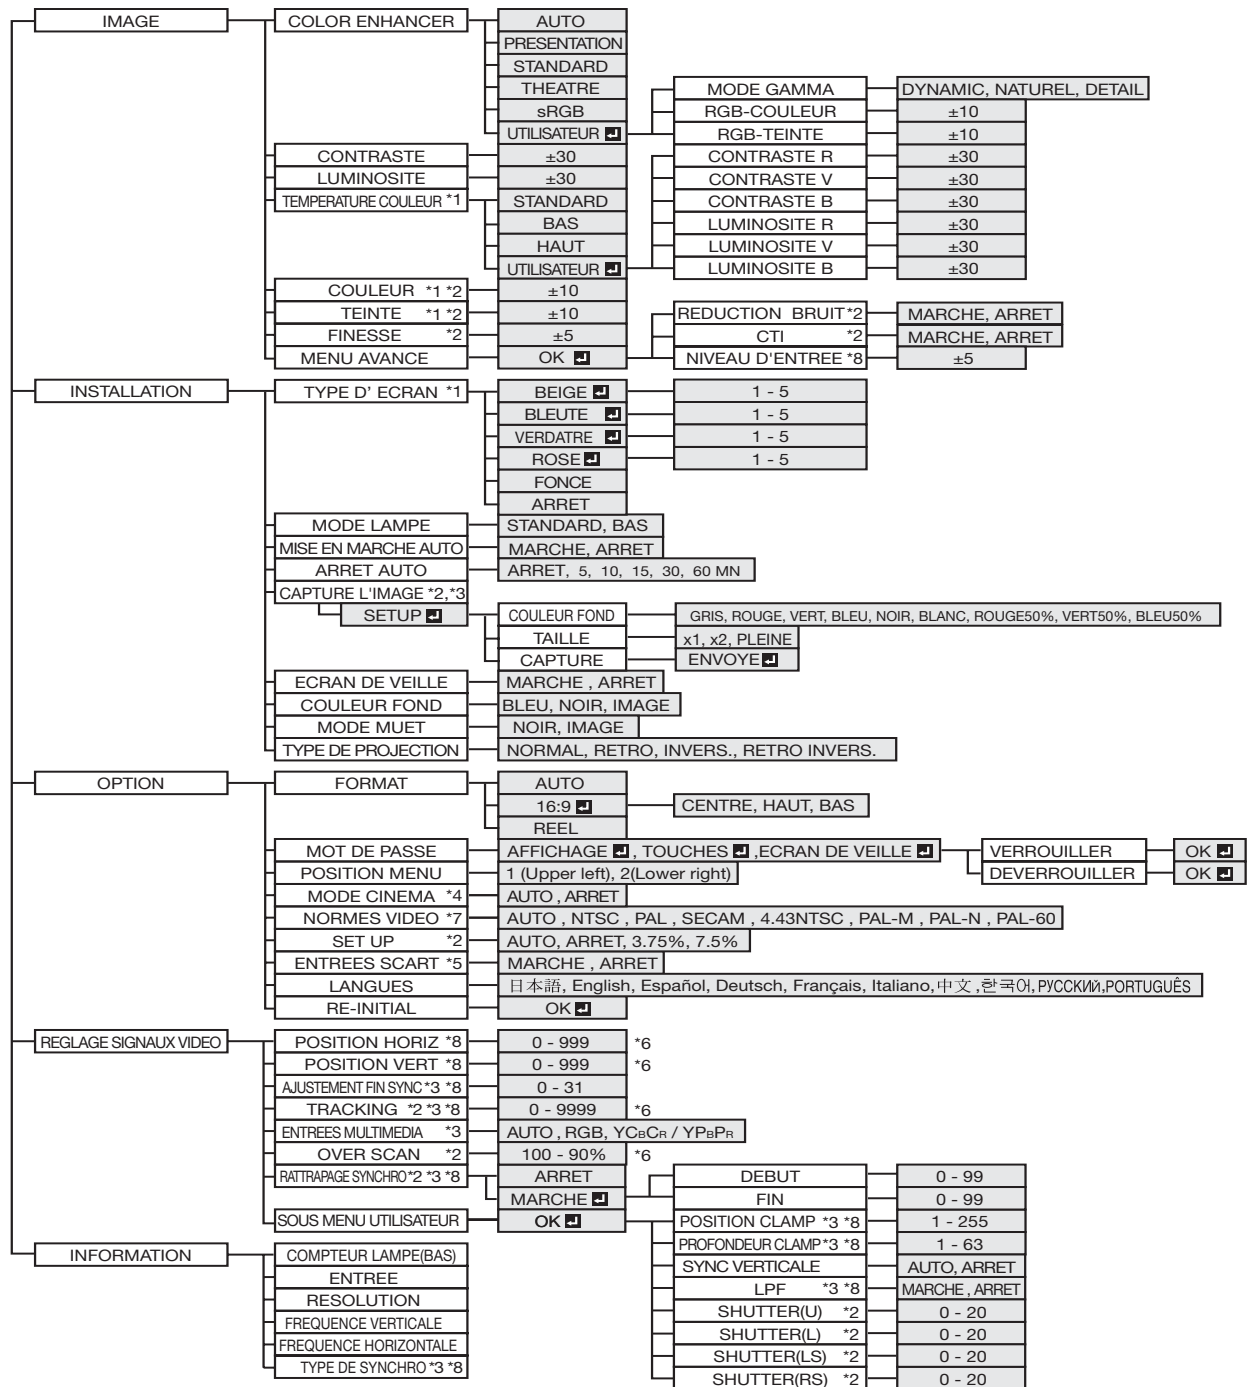 IMAGE COLOR ENHANCER AUTO
PRESENTATION
STANDARD
THEATRE MODE GAMMA DYNAMIC, NATUREL, DETAIL
sRGB RGB-COULEUR ±10
UTILISATEUR RGB-TEINTE ±10
CONTRASTE ±30 CONTRASTE R ±30
LUMINOSITE ±30 CONTRASTE V ±30
TEMPERATURE COULEUR *1 STANDARD CONTRASTE B ±30
BAS LUMINOSITE R ±30
HAUT LUMINOSITE V ±30
UTILISATEUR LUMINOSITE B ±30
COULEUR *1 *2 ±10
TEINTE *1 *2 ±10 REDUCTION BRUIT*2 MARCHE, ARRET
FINESSE *2 ±5 CTI *2 MARCHE, ARRET
MENU AVANCE OK NIVEAU D'ENTREE *8 ±5
INSTALLATION TYPE D' ECRAN *1 BEIGE 1 - 5
BLEUTE 1 - 5
VERDATRE 1 - 5
ROSE 1 - 5
FONCE
ARRET
MODE LAMPE STANDARD, BAS
MISE EN MARCHE AUTO MARCHE, ARRET
ARRET AUTO ARRET, 5, 10, 15, 30, 60 MN
CAPTURE L'IMAGE *2,*3
SETUP COULEUR FOND GRIS, ROUGE, VERT, BLEU, NOIR, BLANC, ROUGE50%, VERT50%, BLEU50%
TAILLE x1, x2, PLEINE
CAPTURE ENVOYE
ECRAN DE VEILLE MARCHE , ARRET
COULEUR FOND BLEU, NOIR, IMAGE
MODE MUET NOIR, IMAGE
TYPE DE PROJECTION NORMAL, RETRO, INVERS., RETRO INVERS.
OPTION FORMAT AUTO
16:9 CENTRE, HAUT, BAS
REEL
MOT DE PASSE AFFICHAGE , TOUCHES ,ECRAN DE VEILLE VERROUILLER OK
POSITION MENU 1 (Upper left), 2(Lower right) DEVERROUILLER OK
MODE CINEMA *4 AUTO , ARRET
NORMES VIDEO *7 AUTO , NTSC , PAL , SECAM , 4.43NTSC , PAL-M , PAL-N , PAL-60
SET UP *2 AUTO, ARRET, 3.75%, 7.5%
ENTREES SCART *5 MARCHE , ARRET
LANGUES 日本語, English, Español, Deutsch, Français, Italiano,中文 ,한국어, РУССКИЙ,PORTUGUÊS
RE-INITIAL OK
REGLAGE SIGNAUX VIDEO POSITION HORIZ *8 0 - 999 *6
POSITION VERT *8 0 - 999 *6
AJUSTEMENT FIN SYNC *3 *8 0 - 31
TRACKING *2 *3 *8 0 - 9999 *6
ENTREES MULTIMEDIA *3 AUTO , RGB, YCBCR / YPBPR
OVER SCAN *2 100 - 90% *6
RATTRAPAGE SYNCHRO*2 *3 *8 ARRET DEBUT 0 - 99
MARCHE FIN 0 - 99
SOUS MENU UTILISATEUR OK POSITION CLAMP *3 *8 1 - 255
PROFONDEUR CLAMP*3 *8 1 - 63
INFORMATION COMPTEUR LAMPE(BAS) SYNC VERTICALE AUTO, ARRET
ENTREE LPF *3 *8 MARCHE , ARRET
RESOLUTION SHUTTER(U) *2 0 - 20
FREQUENCE VERTICALE SHUTTER(L) *2 0 - 20
FREQUENCE HORIZONTALE SHUTTER(LS) *2 0 - 20
TYPE DE SYNCHRO *3 *8 SHUTTER(RS) *2 0 - 20